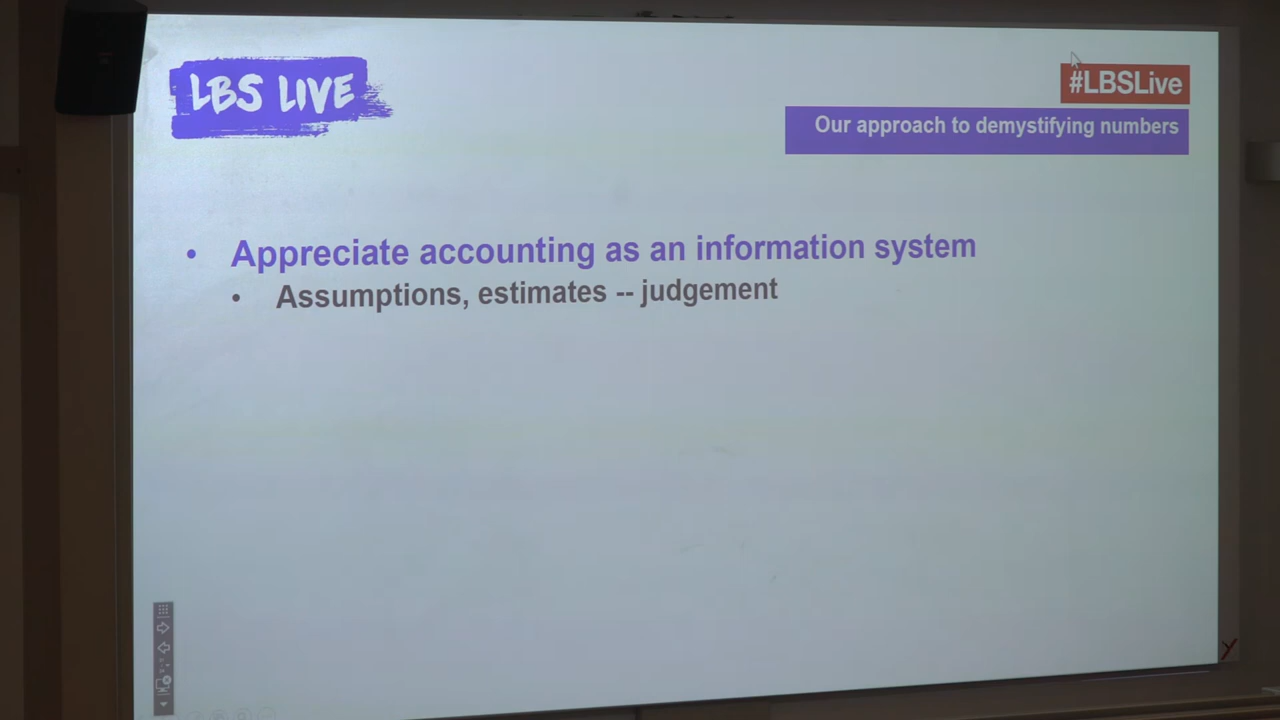 LBS LIVE
#LBSLive
Our approach to demystifying numbers
• Appreciate accounting as an information system
• Assumptions, estimates -- judgement